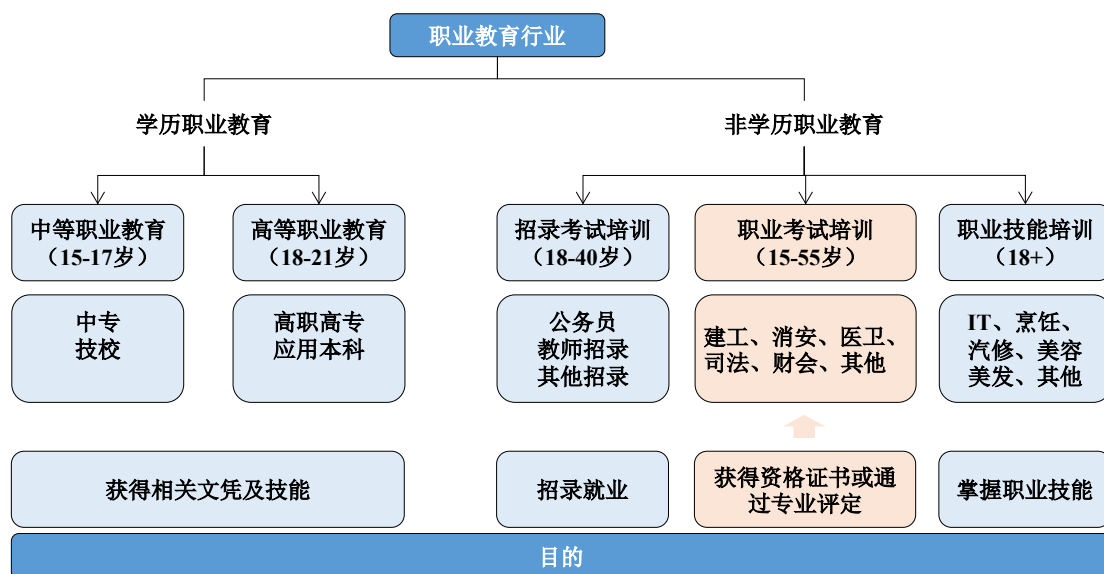 职业教育行业
学历职业教育
非学历职业教育
中等职业教育
（15-17岁）
高等职业教育
（18-21岁）
招录考试培训
（18-40岁）
职业考试培训
（15-55岁）
职业技能培训
（18+）
中专
技校
高职高专
应用本科
公务员
教师招录
其他招录
建工、消安、医卫、
司法、财会、其他
IT、烹饪、
汽修、美容
美发、其他
获得相关文凭及技能
招录就业
获得资格证书或通
过专业评定
掌握职业技能
目的